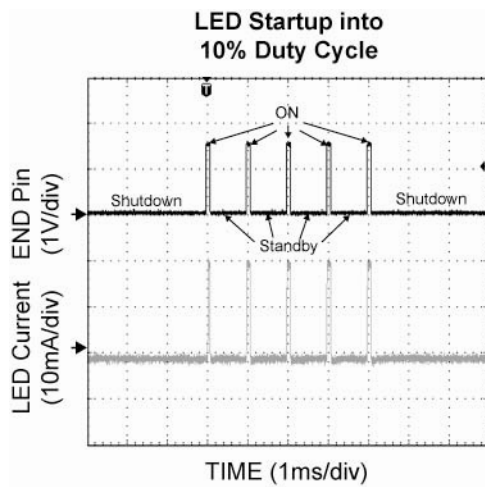 LED Startup into
10% Duty Cycle
T
ON
Shutdown
Shutdown
Standby
END Pin
(1V/div)
LED Current
(10mA/div)
TIME (1ms/div)